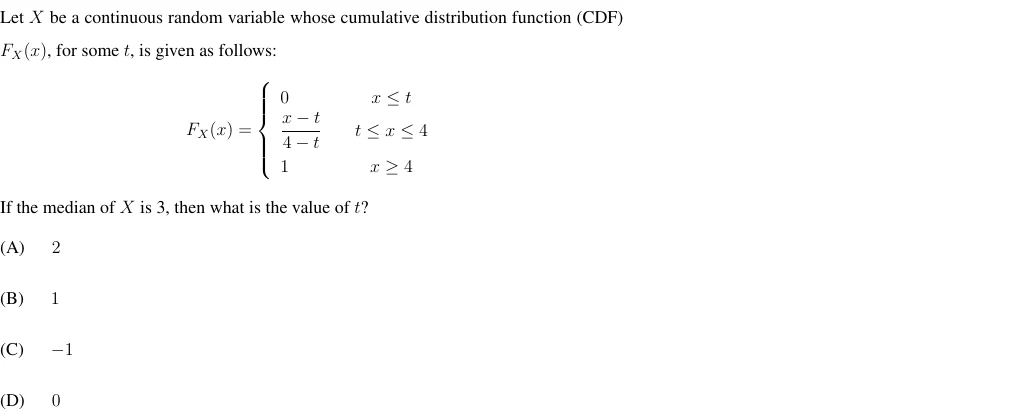 Let X be a continuous random variable whose cumulative distribution function (CDF)
F_X(x), for some t, is given as follows:
F_X(x) = { 0    x ≤ t
(x − t)/(4 − t)    t ≤ x ≤ 4
1    x ≥ 4
If the median of X is 3, then what is the value of t?
(A) 2
(B) 1
(C) −1
(D) 0